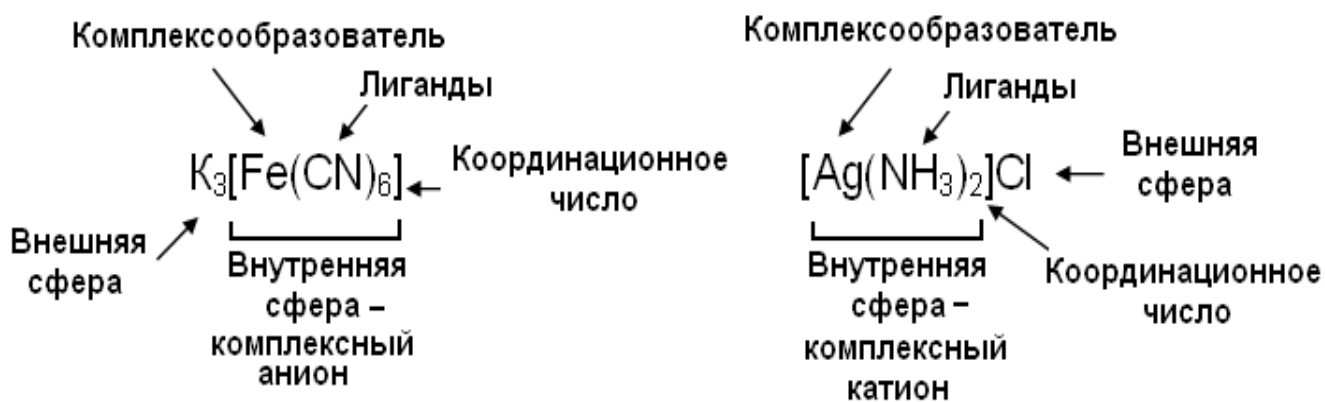 Комплексообразователь
Лиганды
K₃[Fe(CN)₆]
Координационное
число
Внешняя
сфера
Внутренняя
сфера –
комплексный
анион
Комплексообразователь
Лиганды
[Ag(NH₃)₂]Cl
Внешняя
сфера
Внутренняя
сфера –
комплексный
катион
Координационное
число